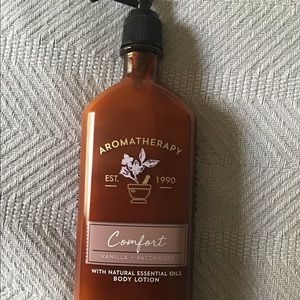 AROMATHERAPY
EST. 1990
Comfort
VANILLA • PATCHOULI
WITH NATURAL ESSENTIAL OILS
BODY LOTION